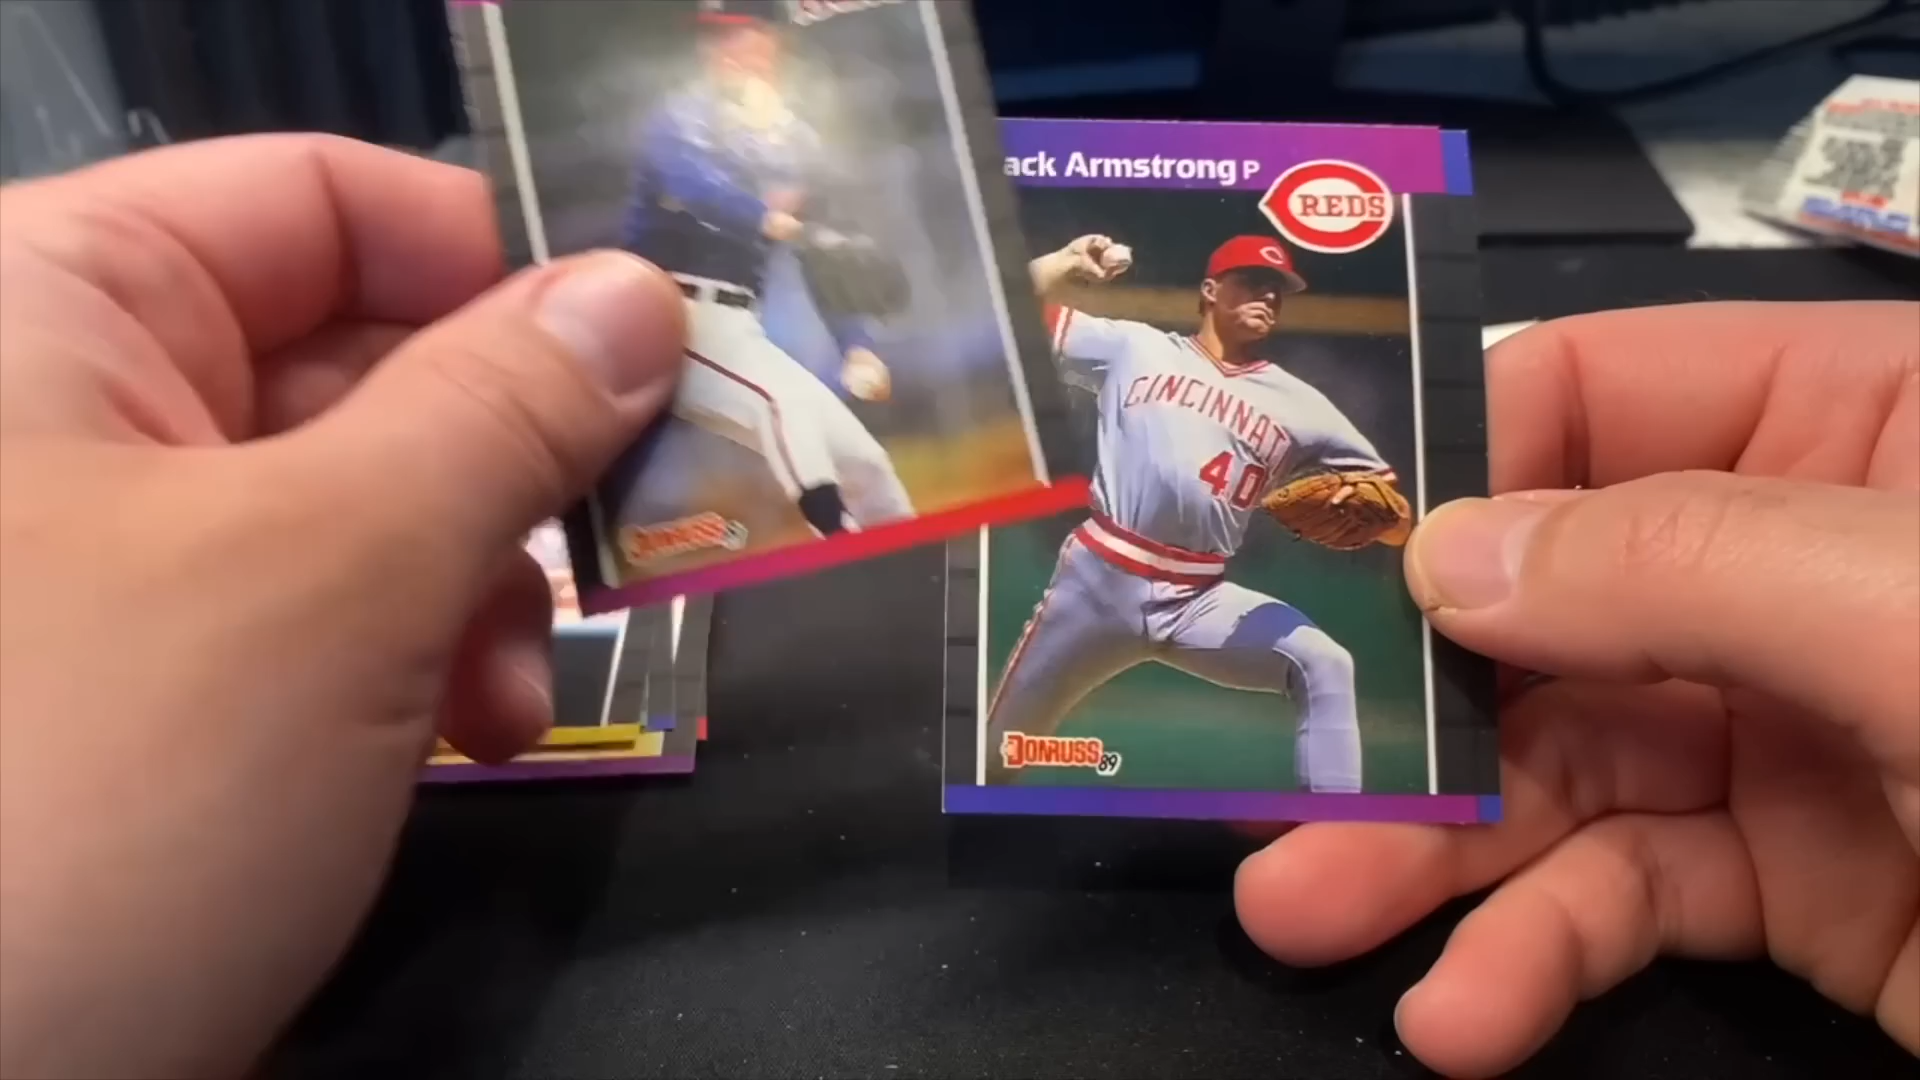 ack Armstrong P
REDS
CINCINNATI
40
DONRUSS 89
DONRUSS